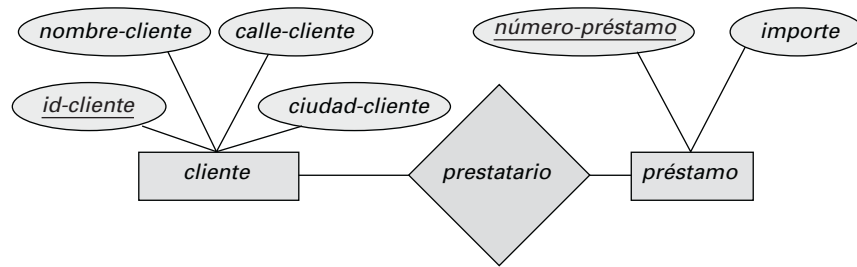 nombre-cliente
calle-cliente
número-préstamo
importe
id-cliente
ciudad-cliente
cliente
prestatario
préstamo